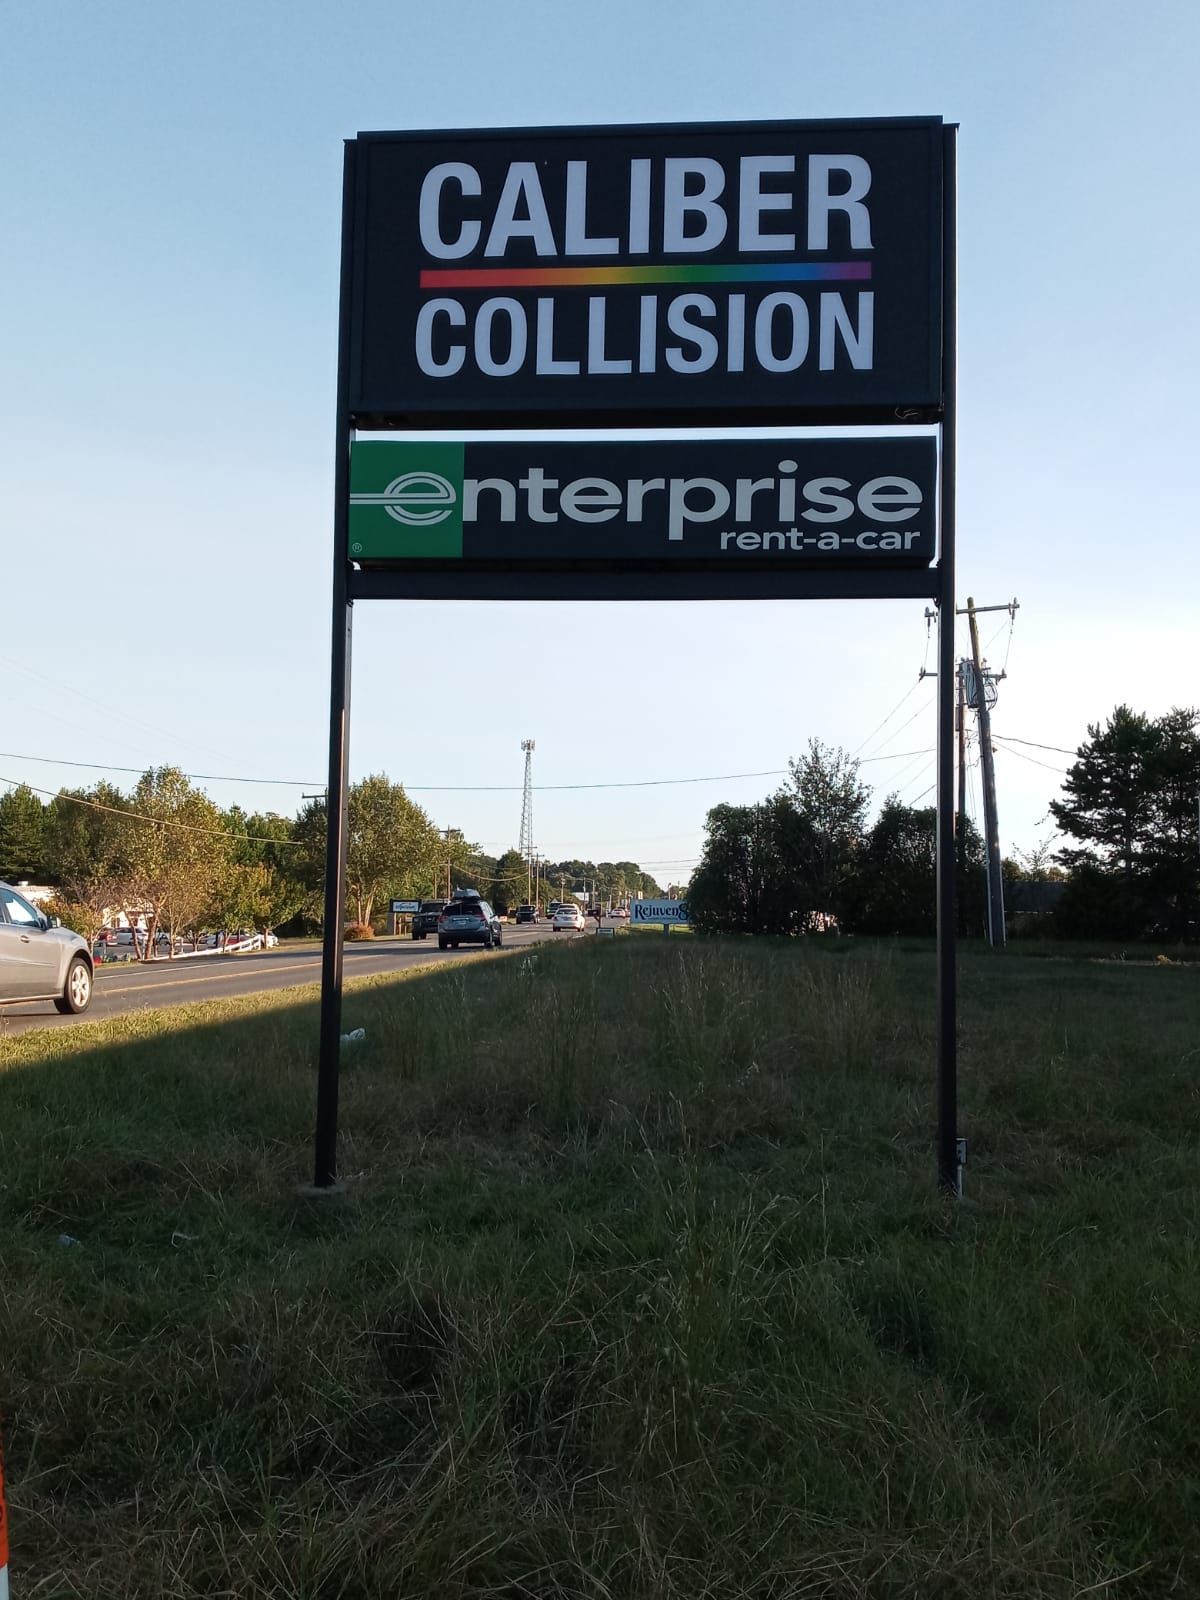 CALIBER
COLLISION
enterprise
®
rent-a-car